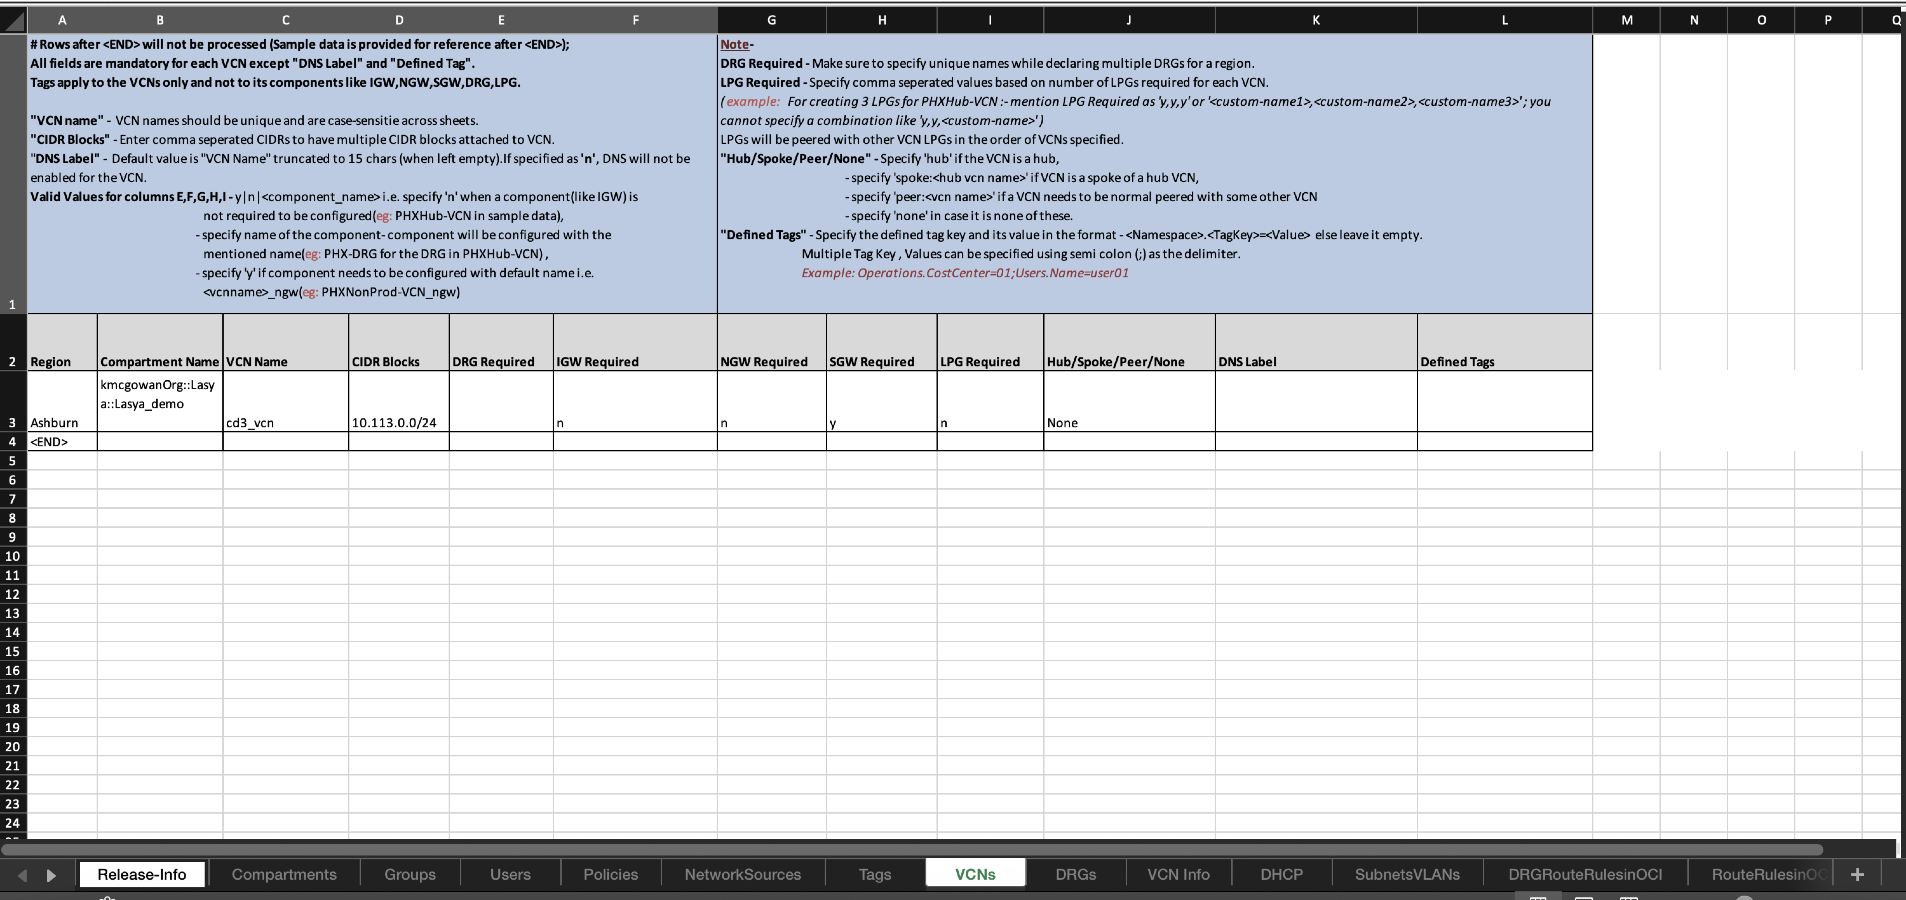 A B C D E F G H I J K L M N O P Q
# Rows after <END> will not be processed (Sample data is provided for reference after <END>);
All fields are mandatory for each VCN except "DNS Label" and "Defined Tag".
Tags apply to the VCNs only and not to its components like IGW,NGW,SGW,DRG,LPG.
"VCN name" - VCN names should be unique and are case-sensitie across sheets.
"CIDR Blocks" - Enter comma seperated CIDRs to have multiple CIDR blocks attached to VCN.
"DNS Label" - Default value is "VCN Name" truncated to 15 chars (when left empty).If specified as 'n', DNS will not be
enabled for the VCN.
Valid Values for columns E,F,G,H,I - y|n|<component_name> i.e. specify 'n' when a component(like IGW) is
not required to be configured(eg: PHXHub-VCN in sample data),
- specify name of the component- component will be configured with the
mentioned name(eg: PHX-DRG for the DRG in PHXHub-VCN) ,
- specify 'y' if component needs to be configured with default name i.e.
<vcnname>_ngw(eg: PHXNonProd-VCN_ngw)
Note-
DRG Required - Make sure to specify unique names while declaring multiple DRGs for a region.
LPG Required - Specify comma seperated values based on number of LPGs required for each VCN.
(example: For creating 3 LPGs for PHXHub-VCN :- mention LPG Required as 'y,y,y' or '<custom-name1>,<custom-name2>,<custom-name3>'; you
cannot specify a combination like 'y,y,<custom-name>')
LPGs will be peered with other VCN LPGs in the order of VCNs specified.
"Hub/Spoke/Peer/None" - Specify 'hub' if the VCN is a hub,
- specify 'spoke:<hub vcn name>' if VCN is a spoke of a hub VCN,
- specify 'peer:<vcn name>' if a VCN needs to be normal peered with some other VCN
- specify 'none' in case it is none of these.
"Defined Tags" - Specify the defined tag key and its value in the format - <Namespace>.<TagKey>=<Value> else leave it empty.
Multiple Tag Key , Values can be specified using semi colon (;) as the delimiter.
Example: Operations.CostCenter=01;Users.Name=user01
1
2 Region Compartment Name VCN Name CIDR Blocks DRG Required IGW Required NGW Required SGW Required LPG Required Hub/Spoke/Peer/None DNS Label Defined Tags
kmcgowanOrg::Lasy
a::Lasya_demo
3 Ashburn cd3_vcn 10.113.0.0/24 n n y n None
4 <END>
5
6
7
8
9
10
11
12
13
14
15
16
17
18
19
20
21
22
23
24
Release-Info Compartments Groups Users Policies NetworkSources Tags VCNs DRGs VCN Info DHCP SubnetsVLANs DRGRouteRulesinOCI RouteRulesinOC +